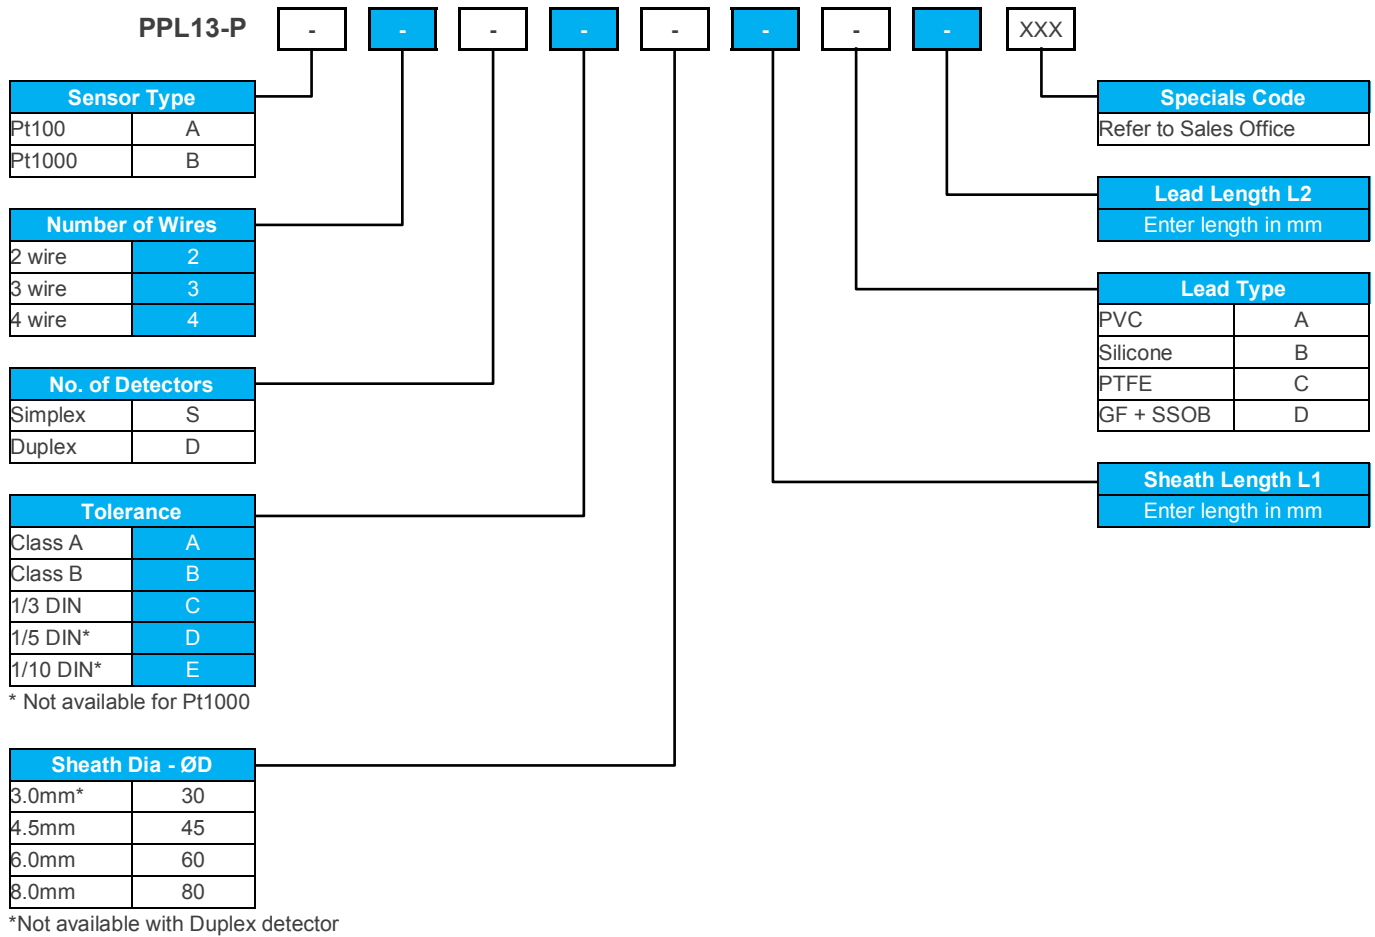 PPL13-P - - - - - - - - XXX
Sensor Type
Pt100 A
Pt1000 B
Number of Wires
2 wire 2
3 wire 3
4 wire 4
No. of Detectors
Simplex S
Duplex D
Tolerance
Class A A
Class B B
1/3 DIN C
1/5 DIN* D
1/10 DIN* E
* Not available for Pt1000
Sheath Dia - ØD
3.0mm* 30
4.5mm 45
6.0mm 60
8.0mm 80
*Not available with Duplex detector
Specials Code
Refer to Sales Office
Lead Length L2
Enter length in mm
Lead Type
PVC A
Silicone B
PTFE C
GF + SSOB D
Sheath Length L1
Enter length in mm